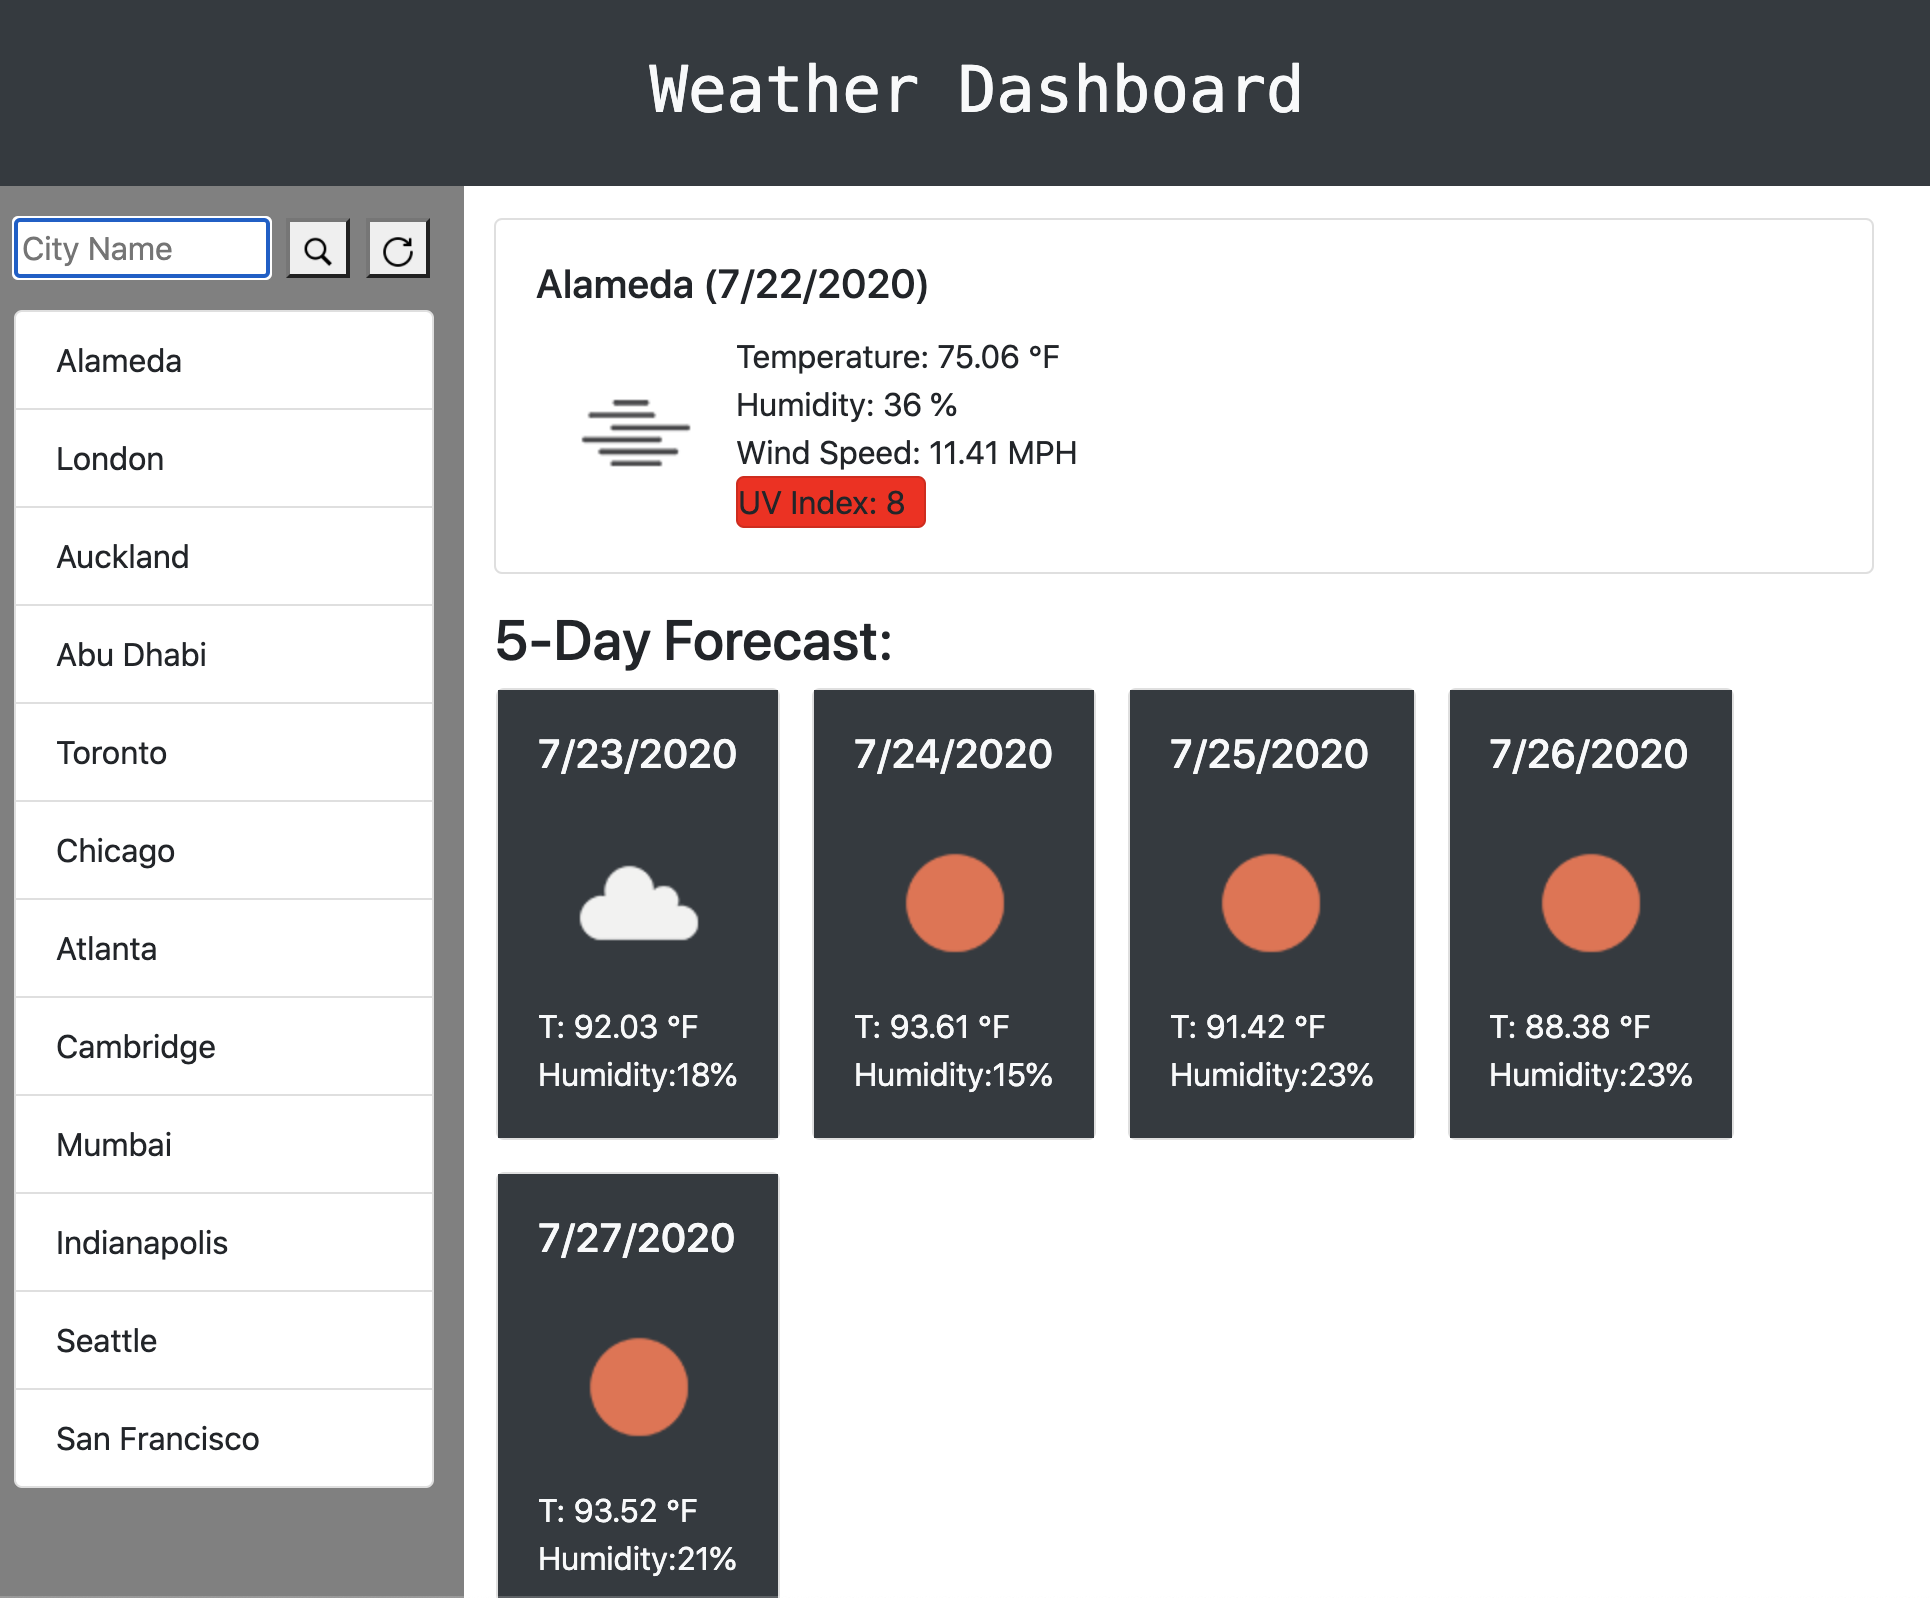 Weather Dashboard
City Name
Alameda
London
Auckland
Abu Dhabi
Toronto
Chicago
Atlanta
Cambridge
Mumbai
Indianapolis
Seattle
San Francisco
Alameda (7/22/2020)
Temperature: 75.06 °F
Humidity: 36 %
Wind Speed: 11.41 MPH
UV Index: 8
5-Day Forecast:
7/23/2020
T: 92.03 °F
Humidity:18%
7/24/2020
T: 93.61 °F
Humidity:15%
7/25/2020
T: 91.42 °F
Humidity:23%
7/26/2020
T: 88.38 °F
Humidity:23%
7/27/2020
T: 93.52 °F
Humidity:21%